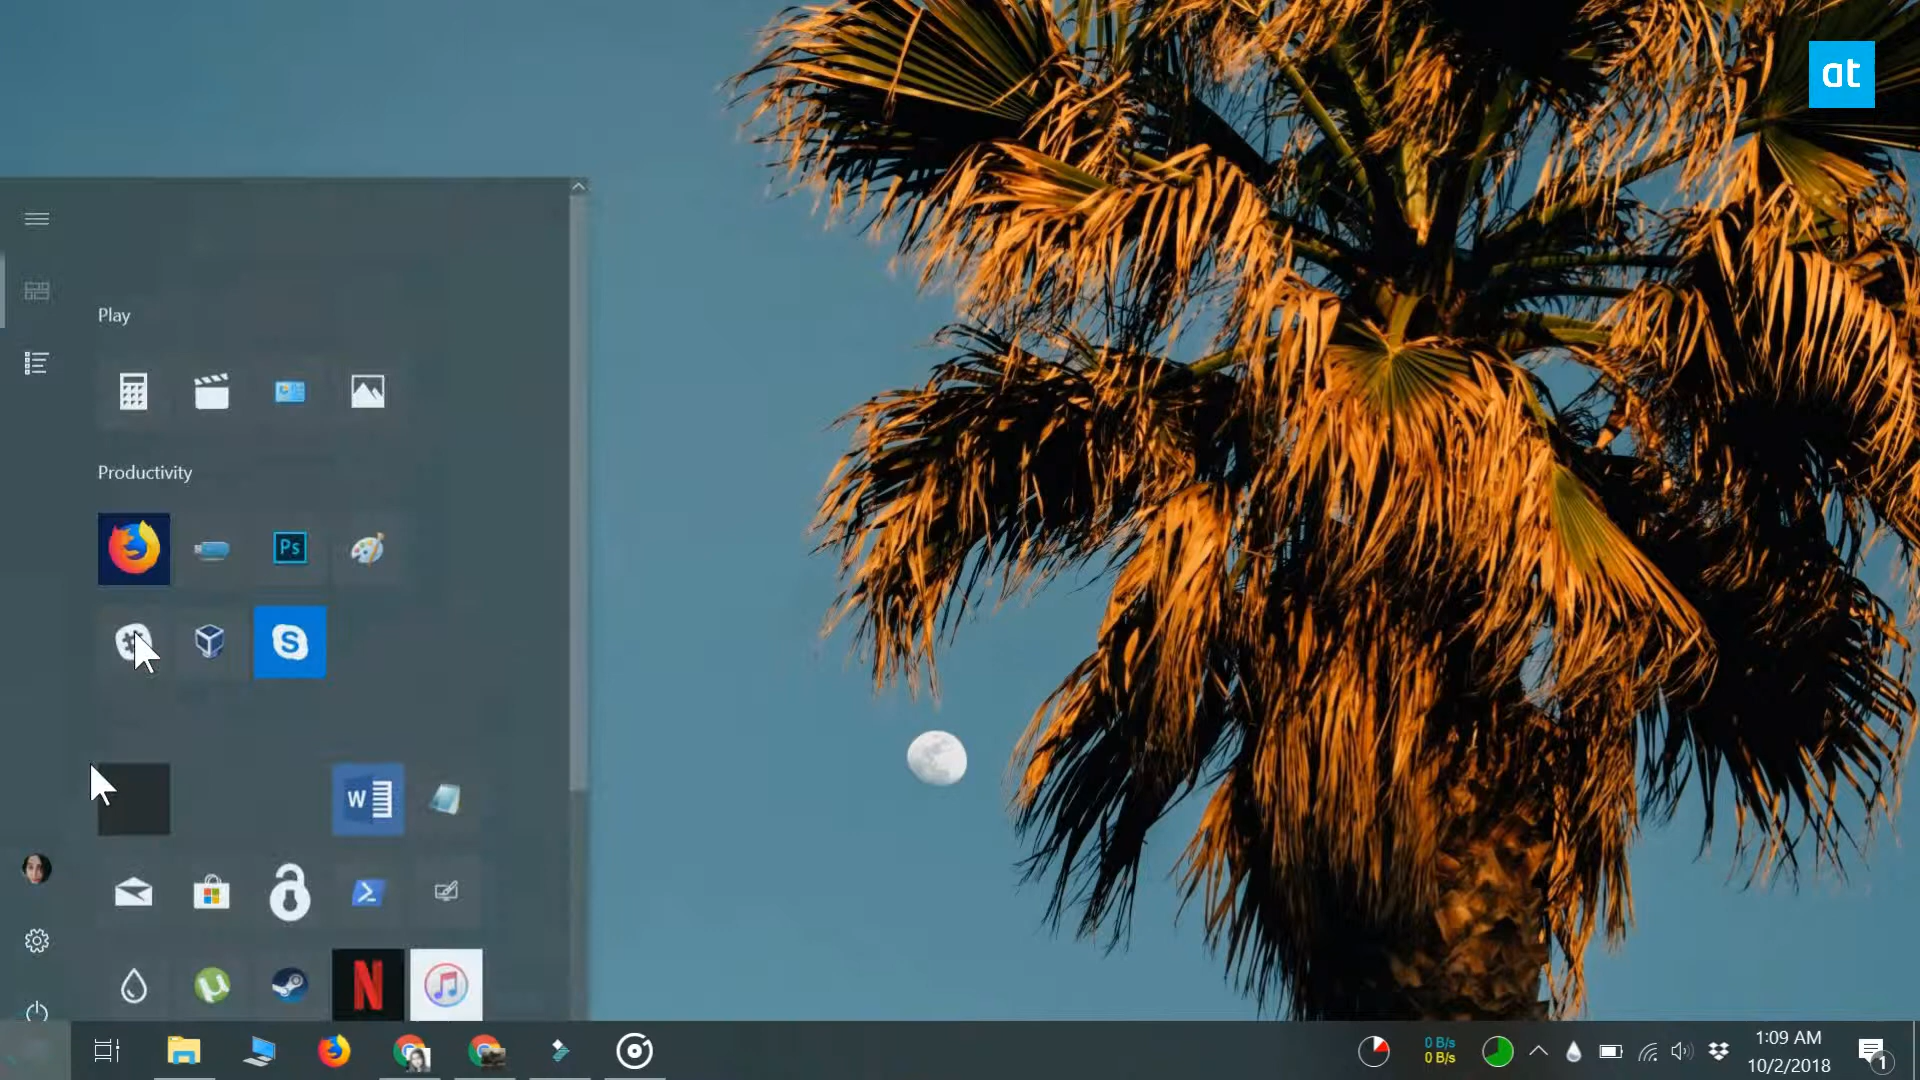 at
Play
Productivity
Ps
S
W
N
0 B/s
0 B/s
1:09 AM
10/2/2018
1